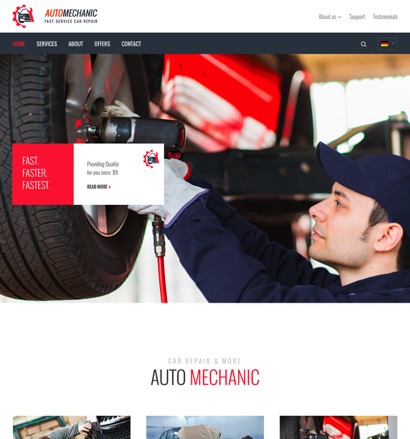 AUTOMECHANIC
FAST SERVICE CAR REPAIR
About us
Support
Testimonials
HOME
SERVICES
ABOUT
OFFERS
CONTACT
FAST.
FASTER.
FASTEST.
Providing Quality
for you since '89
READ MORE »
CAR REPAIR & MORE
AUTO MECHANIC